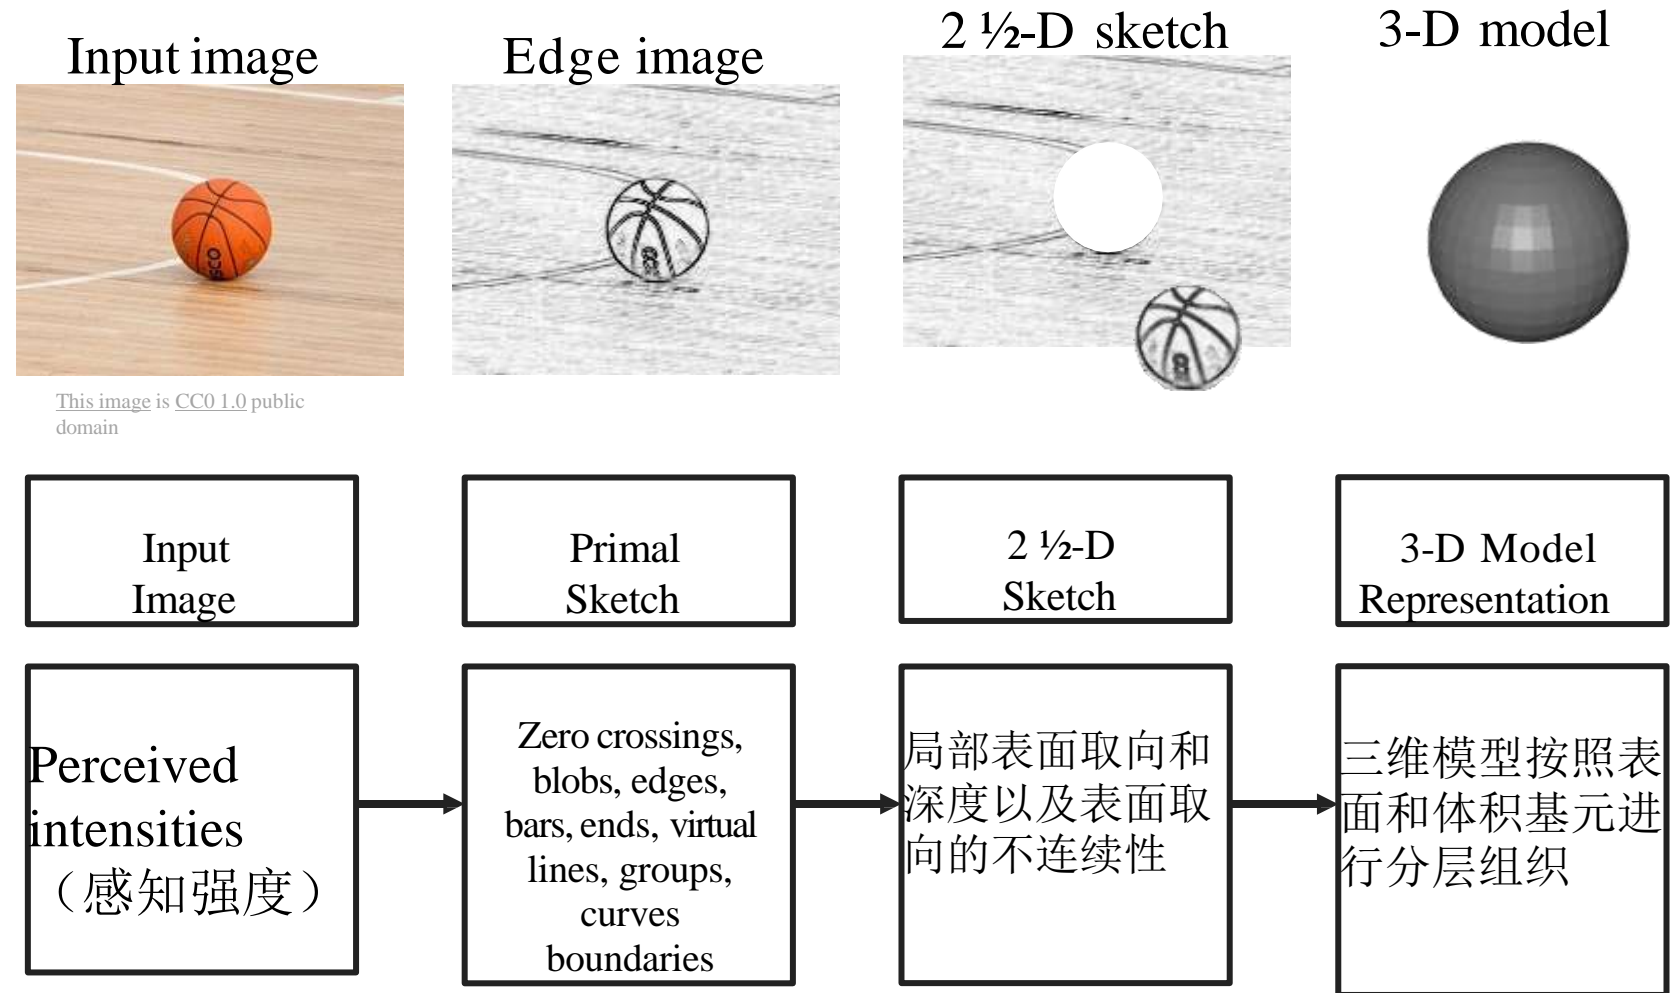 Input image
Edge image
2 ½-D sketch
3-D model
SCO
This image is CC0 1.0 public
domain
Input
Image
Primal
Sketch
2 ½-D
Sketch
3-D Model
Representation
Perceived
intensities
（感知强度）
Zero crossings,
blobs, edges,
bars, ends, virtual
lines, groups,
curves
boundaries
局部表面取向和
深度以及表面取
向的不连续性
三维模型按照表
面和体积基元进
行分层组织